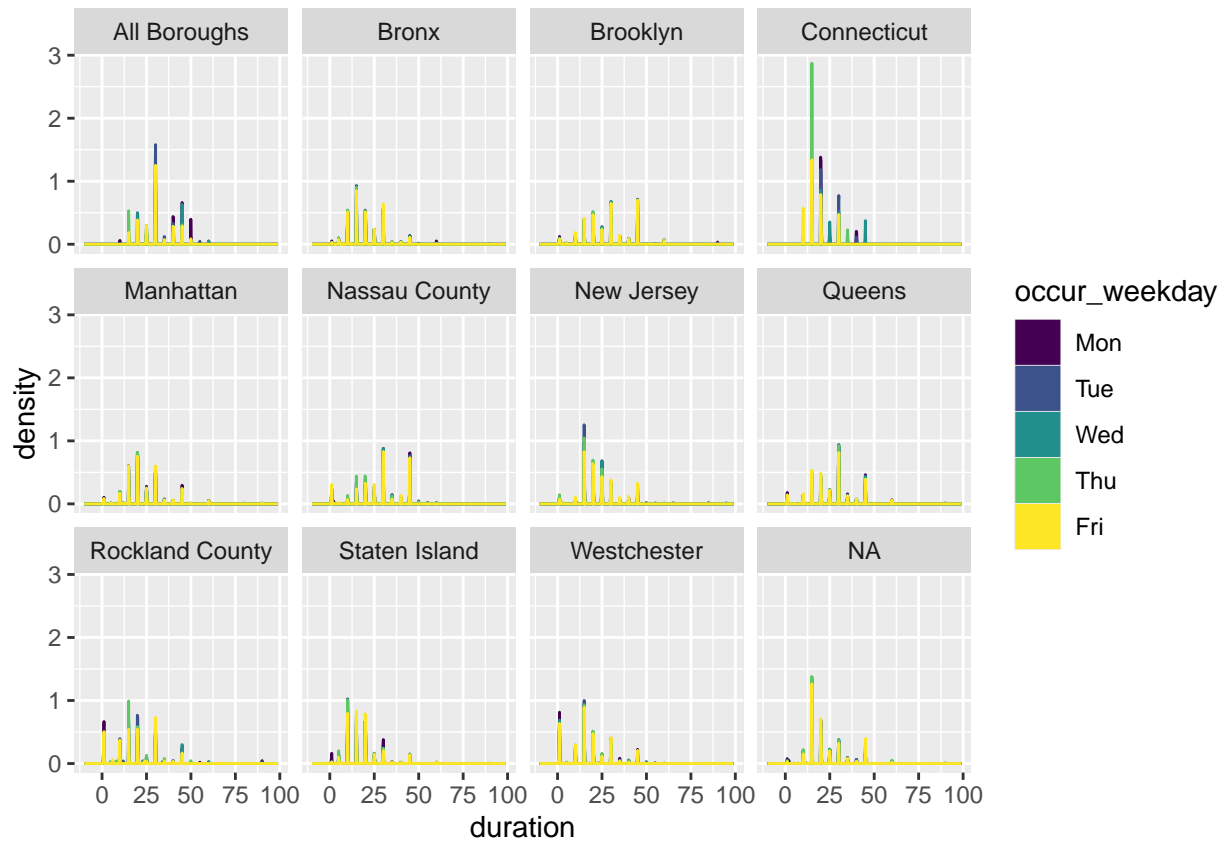 All Boroughs Bronx Brooklyn Connecticut
3
2
1
0
Manhattan Nassau County New Jersey Queens
3
2
1
0
Rockland County Staten Island Westchester NA
3
2
1
0
0 25 50 75 100 0 25 50 75 100 0 25 50 75 100 0 25 50 75 100
duration
density
occur_weekday
Mon
Tue
Wed
Thu
Fri